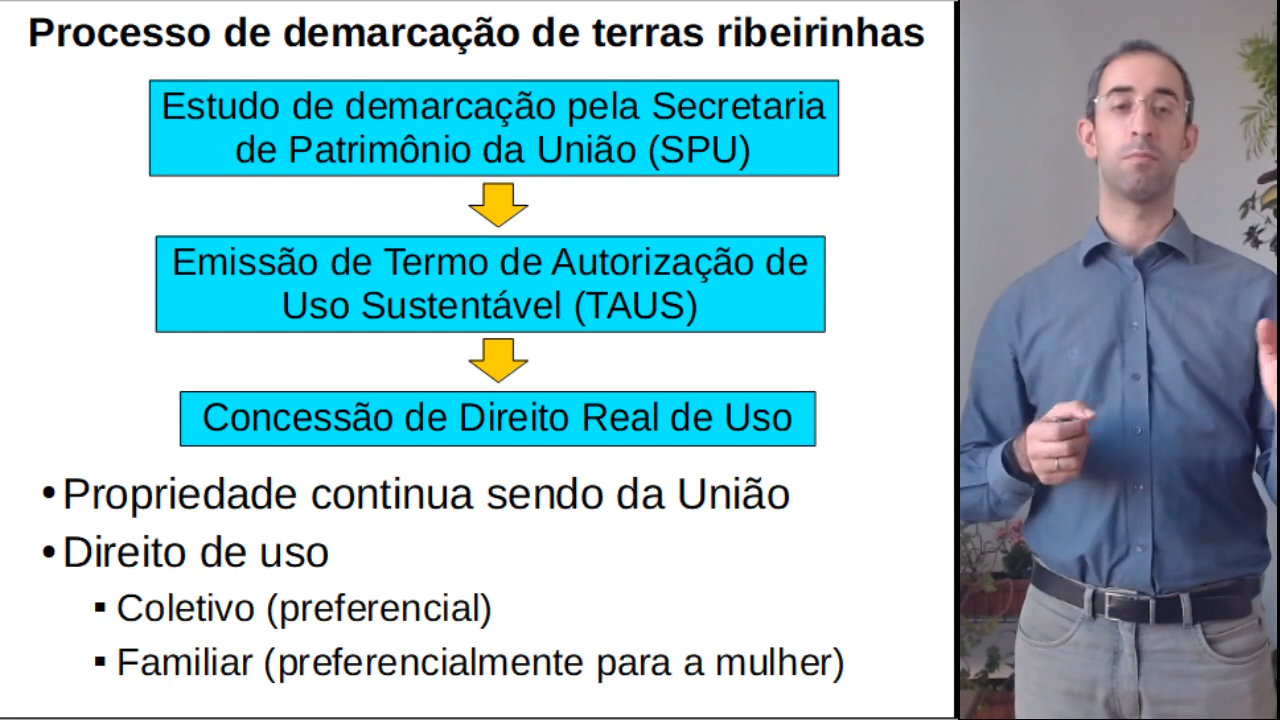 Processo de demarcação de terras ribeirinhas
Estudo de demarcação pela Secretaria
de Patrimônio da União (SPU)
Emissão de Termo de Autorização de
Uso Sustentável (TAUS)
Concessão de Direito Real de Uso
•Propriedade continua sendo da União
•Direito de uso
▪ Coletivo (preferencial)
▪ Familiar (preferencialmente para a mulher)